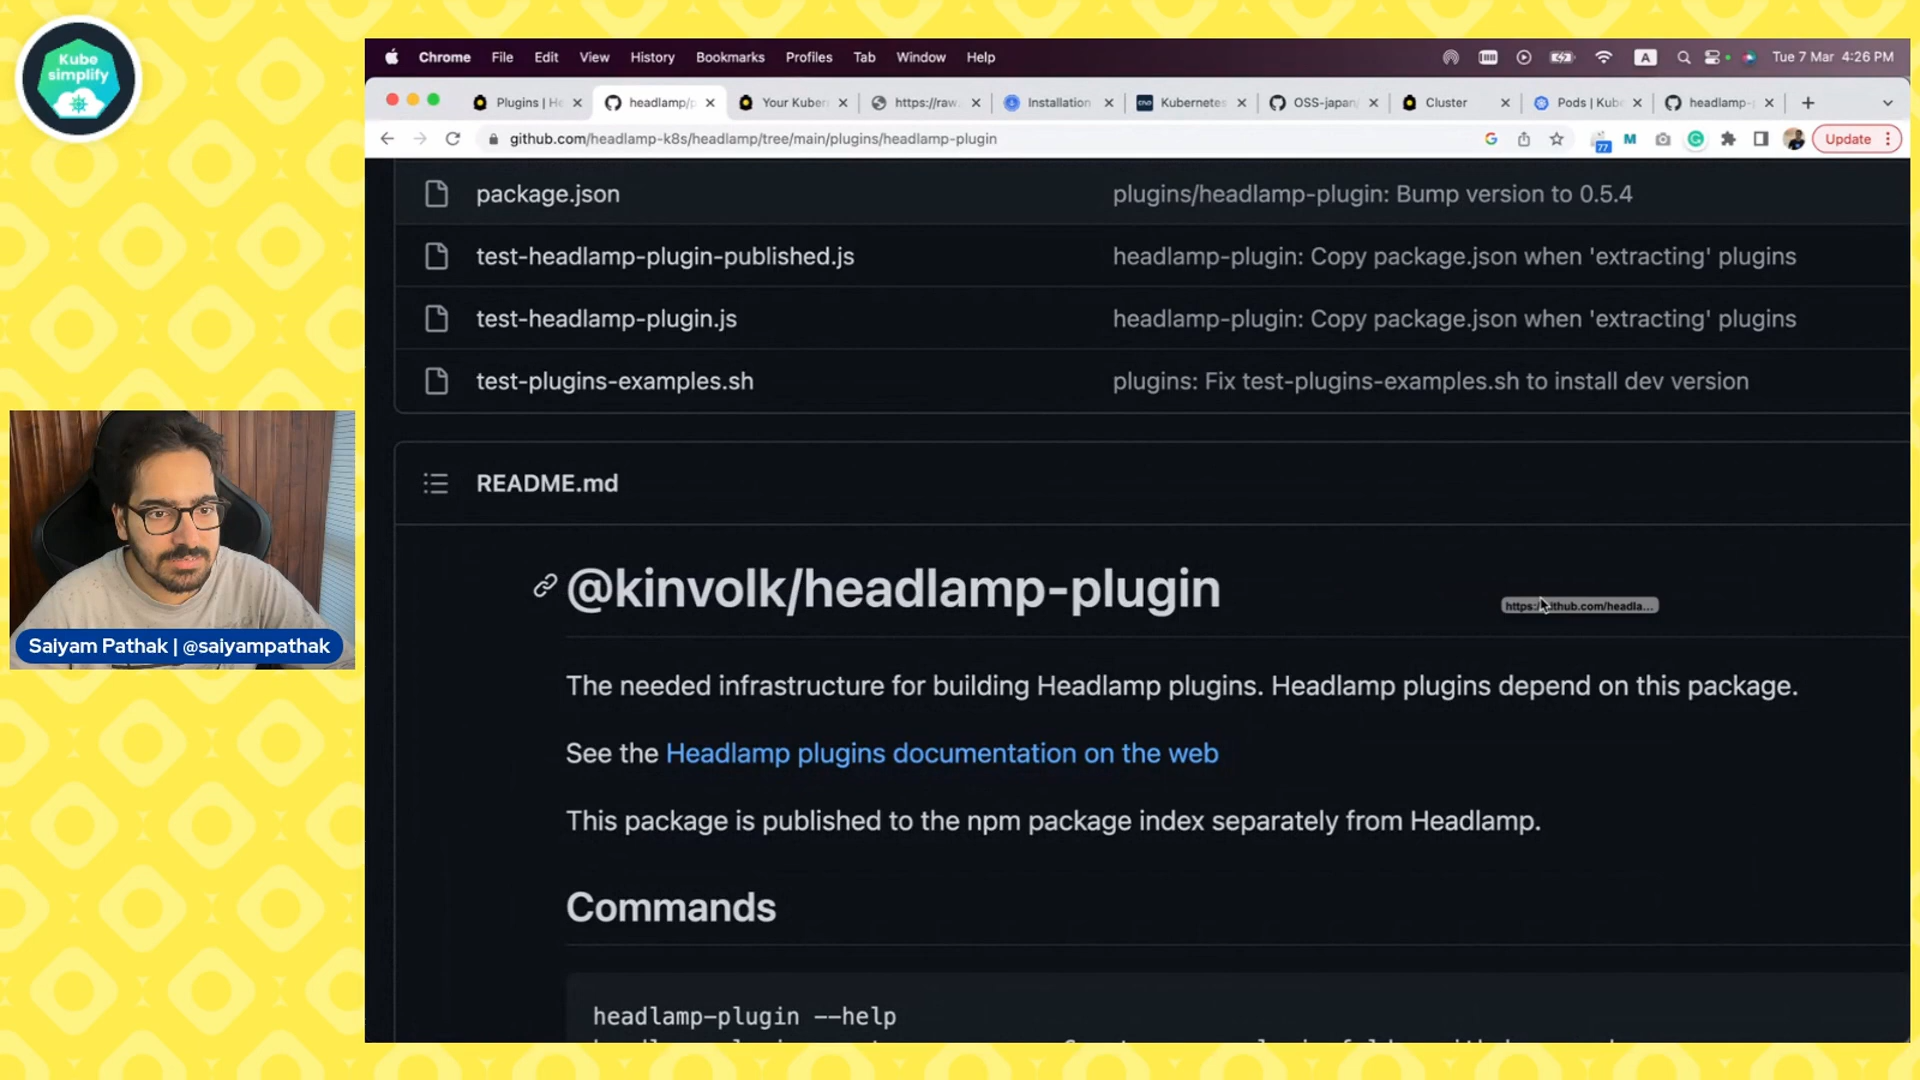 Kube
simplify
Chrome File Edit View History Bookmarks Profiles Tab Window Help
A
Tue 7 Mar 4:26 PM
Plugins | He
headlamp/p
Your Kuber
https://raw.
Installation
Kubernetes
OSS-japan
Cluster
Pods | Kub
headlamp-
github.com/headlamp-k8s/headlamp/tree/main/plugins/headlamp-plugin
77
M
Update
package.json
plugins/headlamp-plugin: Bump version to 0.5.4
test-headlamp-plugin-published.js
headlamp-plugin: Copy package.json when 'extracting' plugins
test-headlamp-plugin.js
headlamp-plugin: Copy package.json when 'extracting' plugins
test-plugins-examples.sh
plugins: Fix test-plugins-examples.sh to install dev version
README.md
@kinvolk/headlamp-plugin
The needed infrastructure for building Headlamp plugins. Headlamp plugins depend on this package.
See the Headlamp plugins documentation on the web
This package is published to the npm package index separately from Headlamp.
Commands
headlamp-plugin --help
Saiyam Pathak | @saiyampathak